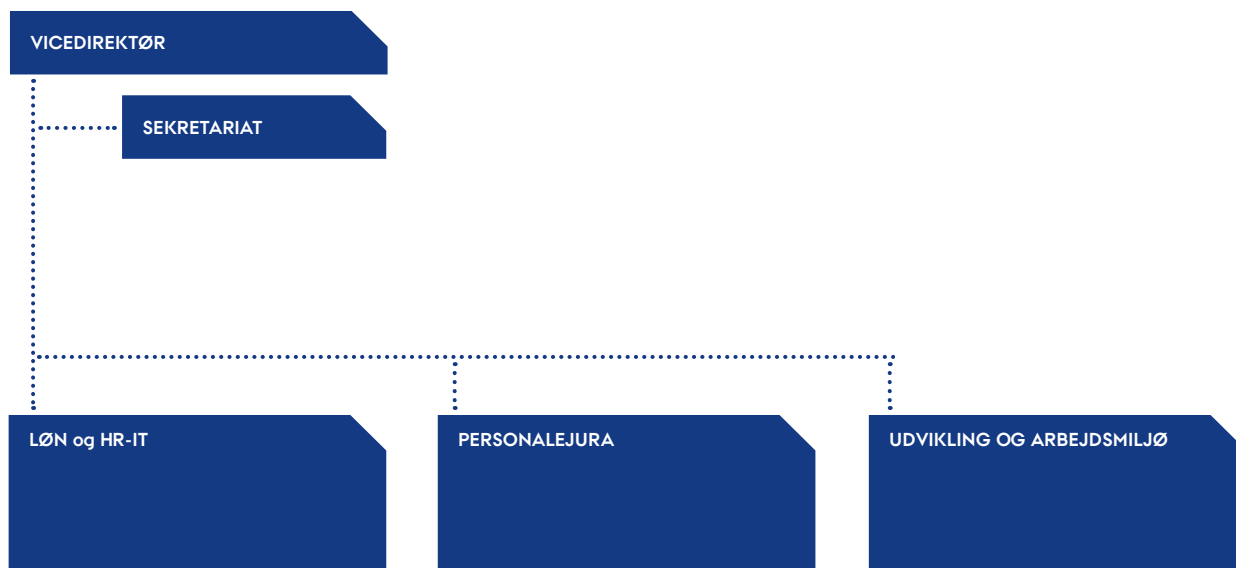 VICEDIREKTØR
SEKRETARIAT
LØN og HR-IT
PERSONALEJURA
UDVIKLING OG ARBEJDSMILJØ